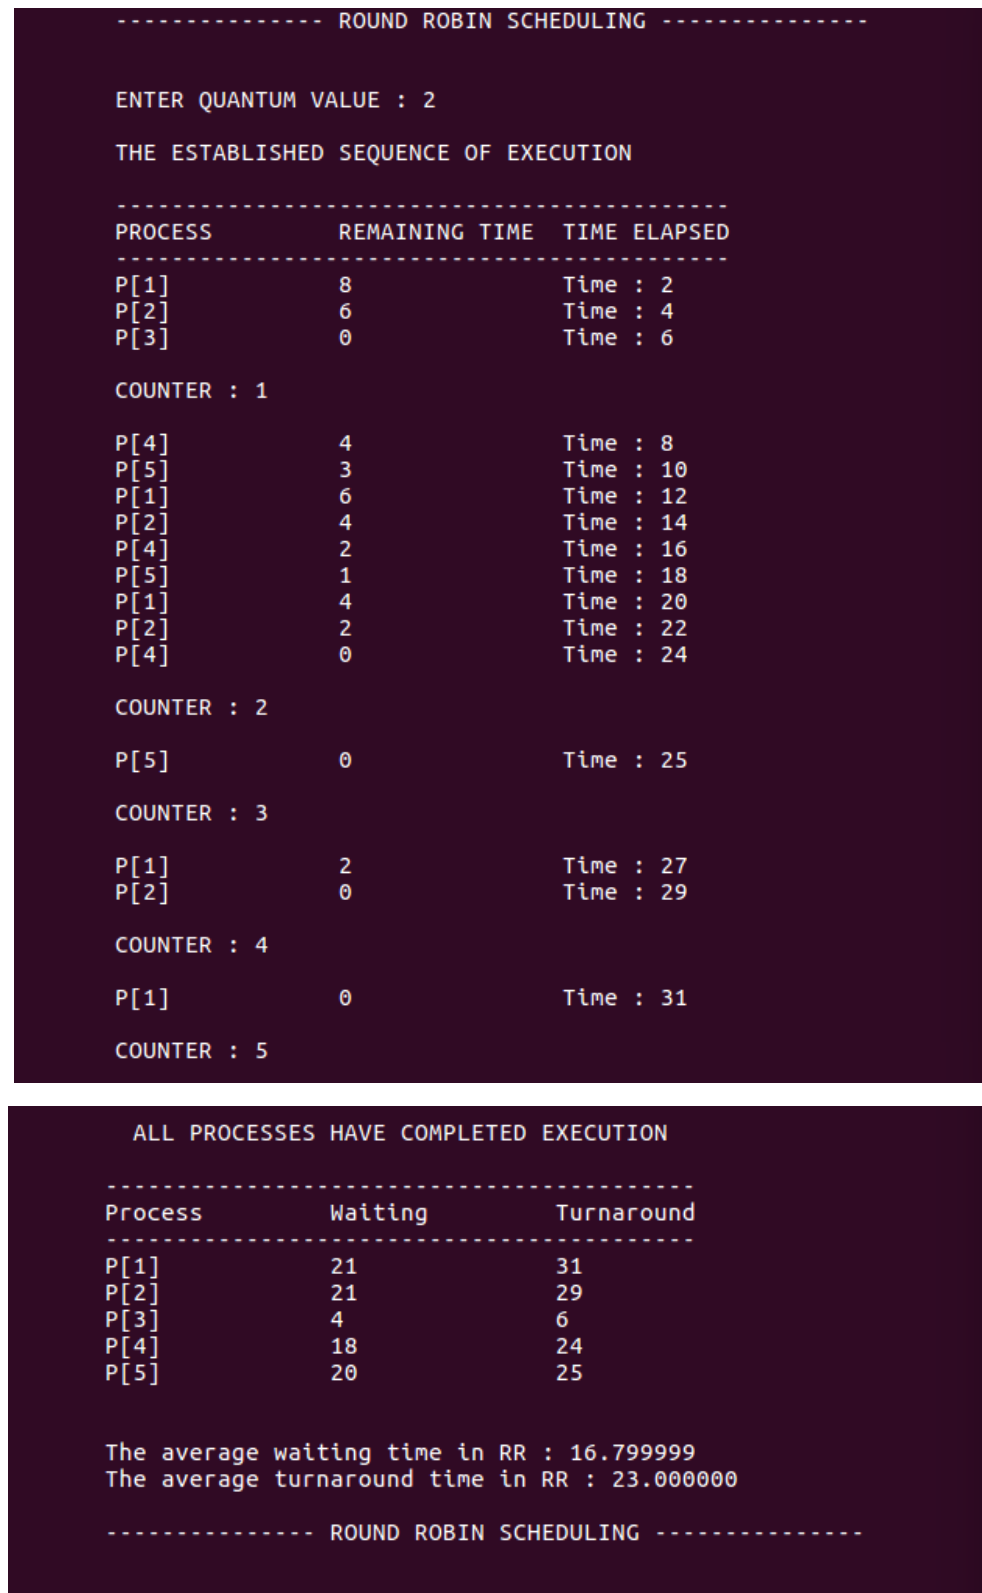 --------------- ROUND ROBIN SCHEDULING ---------------
ENTER QUANTUM VALUE : 2
THE ESTABLISHED SEQUENCE OF EXECUTION
--------------------------------------------
PROCESS REMAINING TIME TIME ELAPSED
--------------------------------------------
P[1] 8 Time : 2
P[2] 6 Time : 4
P[3] 0 Time : 6
COUNTER : 1
P[4] 4 Time : 8
P[5] 3 Time : 10
P[1] 6 Time : 12
P[2] 4 Time : 14
P[4] 2 Time : 16
P[5] 1 Time : 18
P[1] 4 Time : 20
P[2] 2 Time : 22
P[4] 0 Time : 24
COUNTER : 2
P[5] 0 Time : 25
COUNTER : 3
P[1] 2 Time : 27
P[2] 0 Time : 29
COUNTER : 4
P[1] 0 Time : 31
COUNTER : 5
ALL PROCESSES HAVE COMPLETED EXECUTION
------------------------------------------
Process Waiting Turnaround
------------------------------------------
P[1] 21 31
P[2] 21 29
P[3] 4 6
P[4] 18 24
P[5] 20 25
The average waiting time in RR : 16.799999
The average turnaround time in RR : 23.000000
--------------- ROUND ROBIN SCHEDULING ---------------